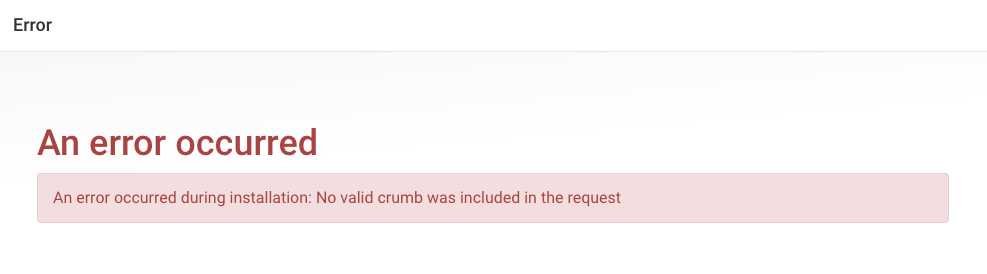 Error
An error occurred
An error occurred during installation: No valid crumb was included in the request